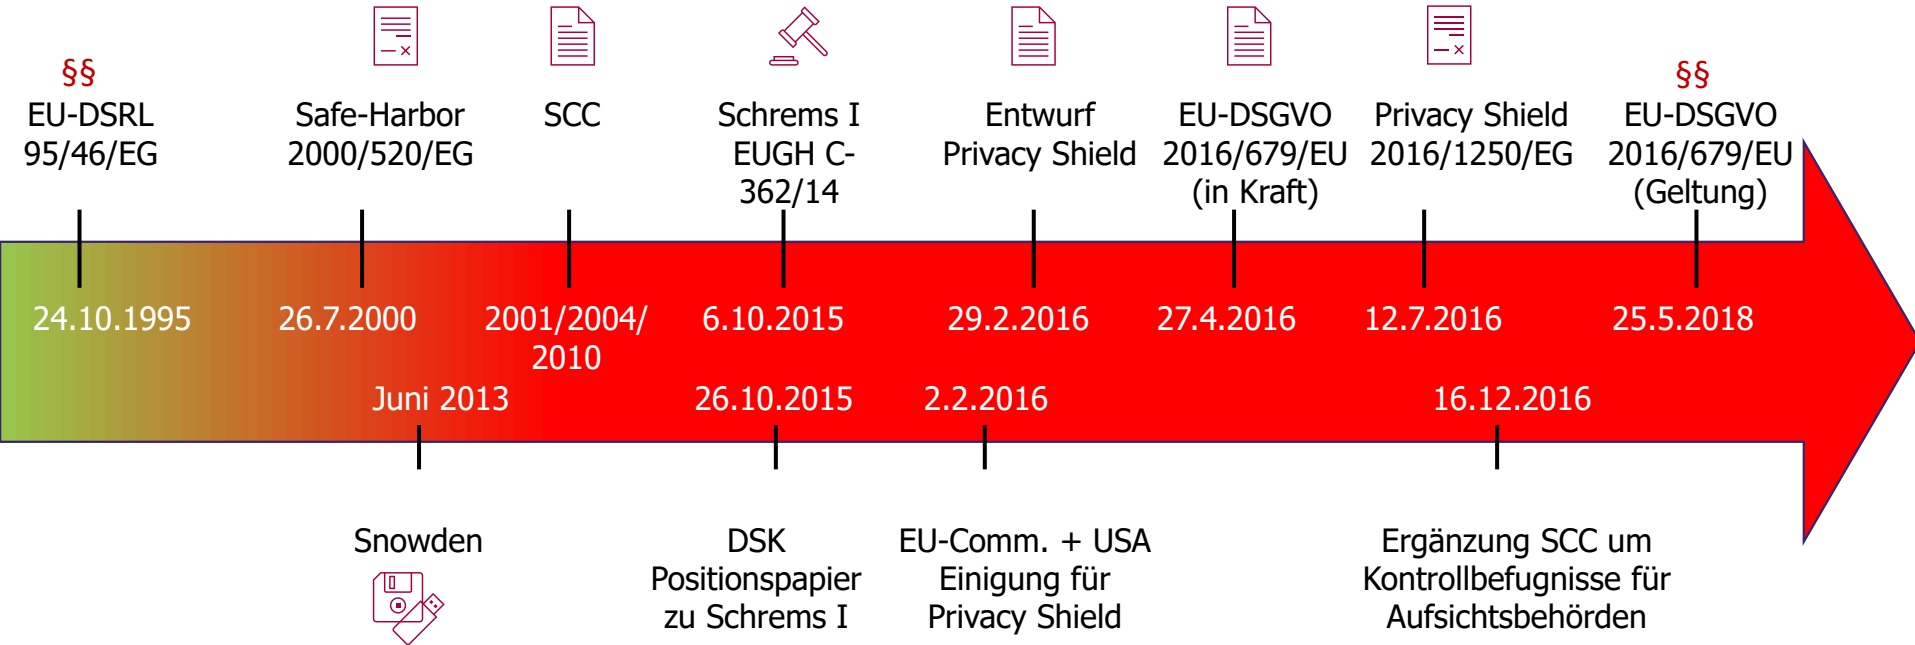 §§
EU-DSRL
95/46/EG
Safe-Harbor
2000/520/EG
SCC
Schrems I
EUGH C-
362/14
Entwurf
Privacy Shield
EU-DSGVO
2016/679/EU
(in Kraft)
Privacy Shield
2016/1250/EG
§§
EU-DSGVO
2016/679/EU
(Geltung)
24.10.1995
26.7.2000
2001/2004/
2010
6.10.2015
29.2.2016
27.4.2016
12.7.2016
25.5.2018
Juni 2013
26.10.2015
2.2.2016
16.12.2016
Snowden
DSK
Positionspapier
zu Schrems I
EU-Comm. + USA
Einigung für
Privacy Shield
Ergänzung SCC um
Kontrollbefugnisse für
Aufsichtsbehörden